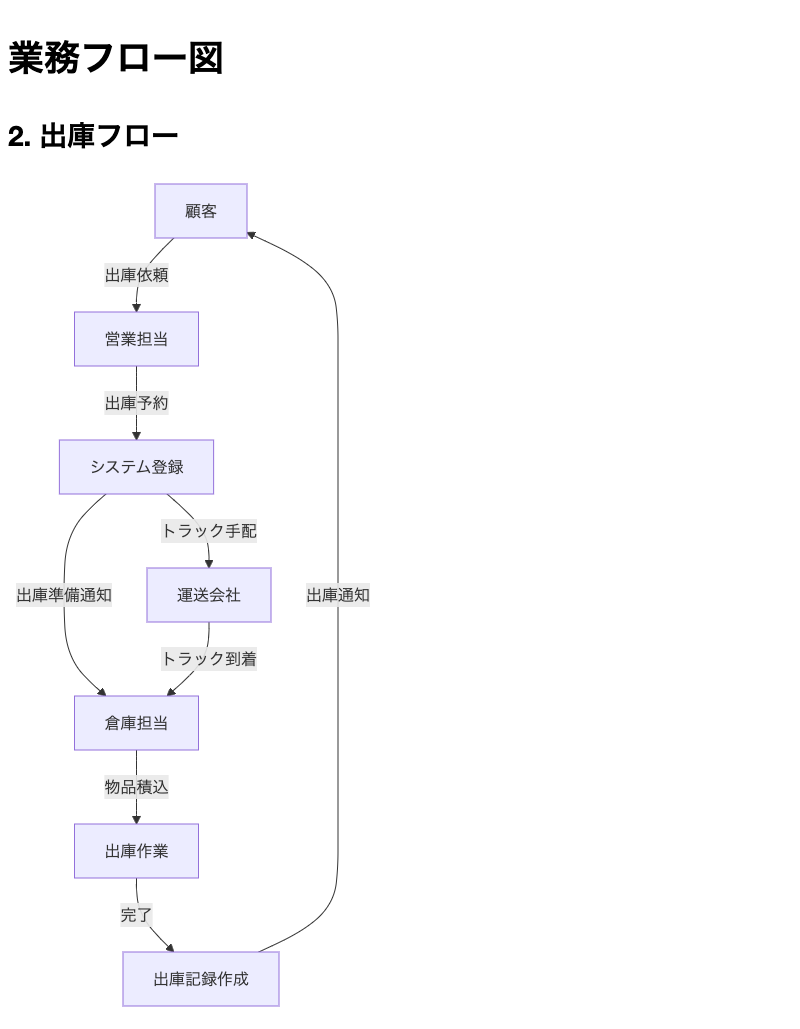 業務フロー図
2. 出庫フロー
顧客
出庫依頼
営業担当
出庫予約
システム登録
トラック手配
出庫準備通知
運送会社
出庫通知
トラック到着
倉庫担当
物品積込
出庫作業
完了
出庫記録作成